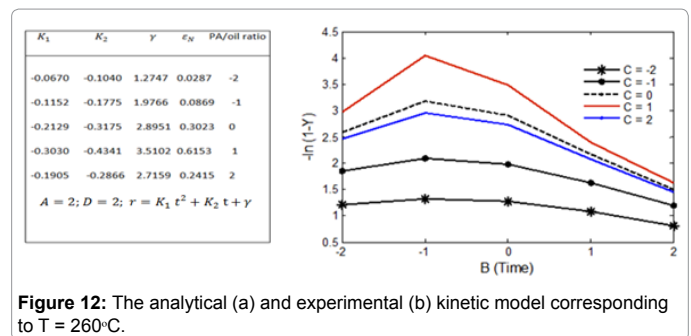 K₁ K₂ γ εN PA/oil ratio
-0.0670 -0.1040 1.2747 0.0287 -2
-0.1152 -0.1775 1.9766 0.0869 -1
-0.2129 -0.3175 2.8951 0.3023 0
-0.3030 -0.4341 3.5102 0.6153 1
-0.1905 -0.2866 2.7159 0.2415 2
A = 2; D = 2; r = K₁ t² + K₂ t + γ
-ln (1-Y)
4.5
4
3.5
3
2.5
2
1.5
1
0.5
-2 -1 0 1 2
B (Time)
C = -2
C = -1
C = 0
C = 1
C = 2
Figure 12: The analytical (a) and experimental (b) kinetic model corresponding
to T = 260°C.